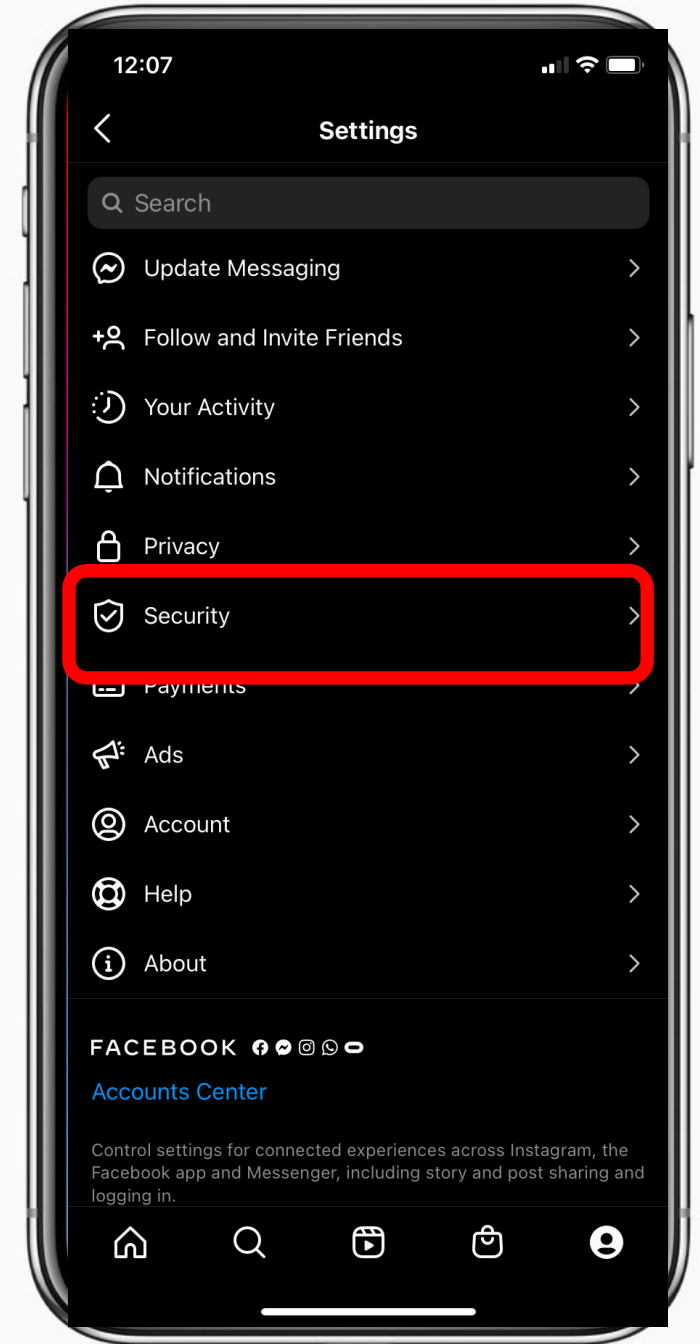 12:07
Settings
Search
Update Messaging
Follow and Invite Friends
Your Activity
Notifications
Privacy
Security
Payments
Ads
Account
Help
About
FACEBOOK
Accounts Center
Control settings for connected experiences across Instagram, the
Facebook app and Messenger, including story and post sharing and
logging in.